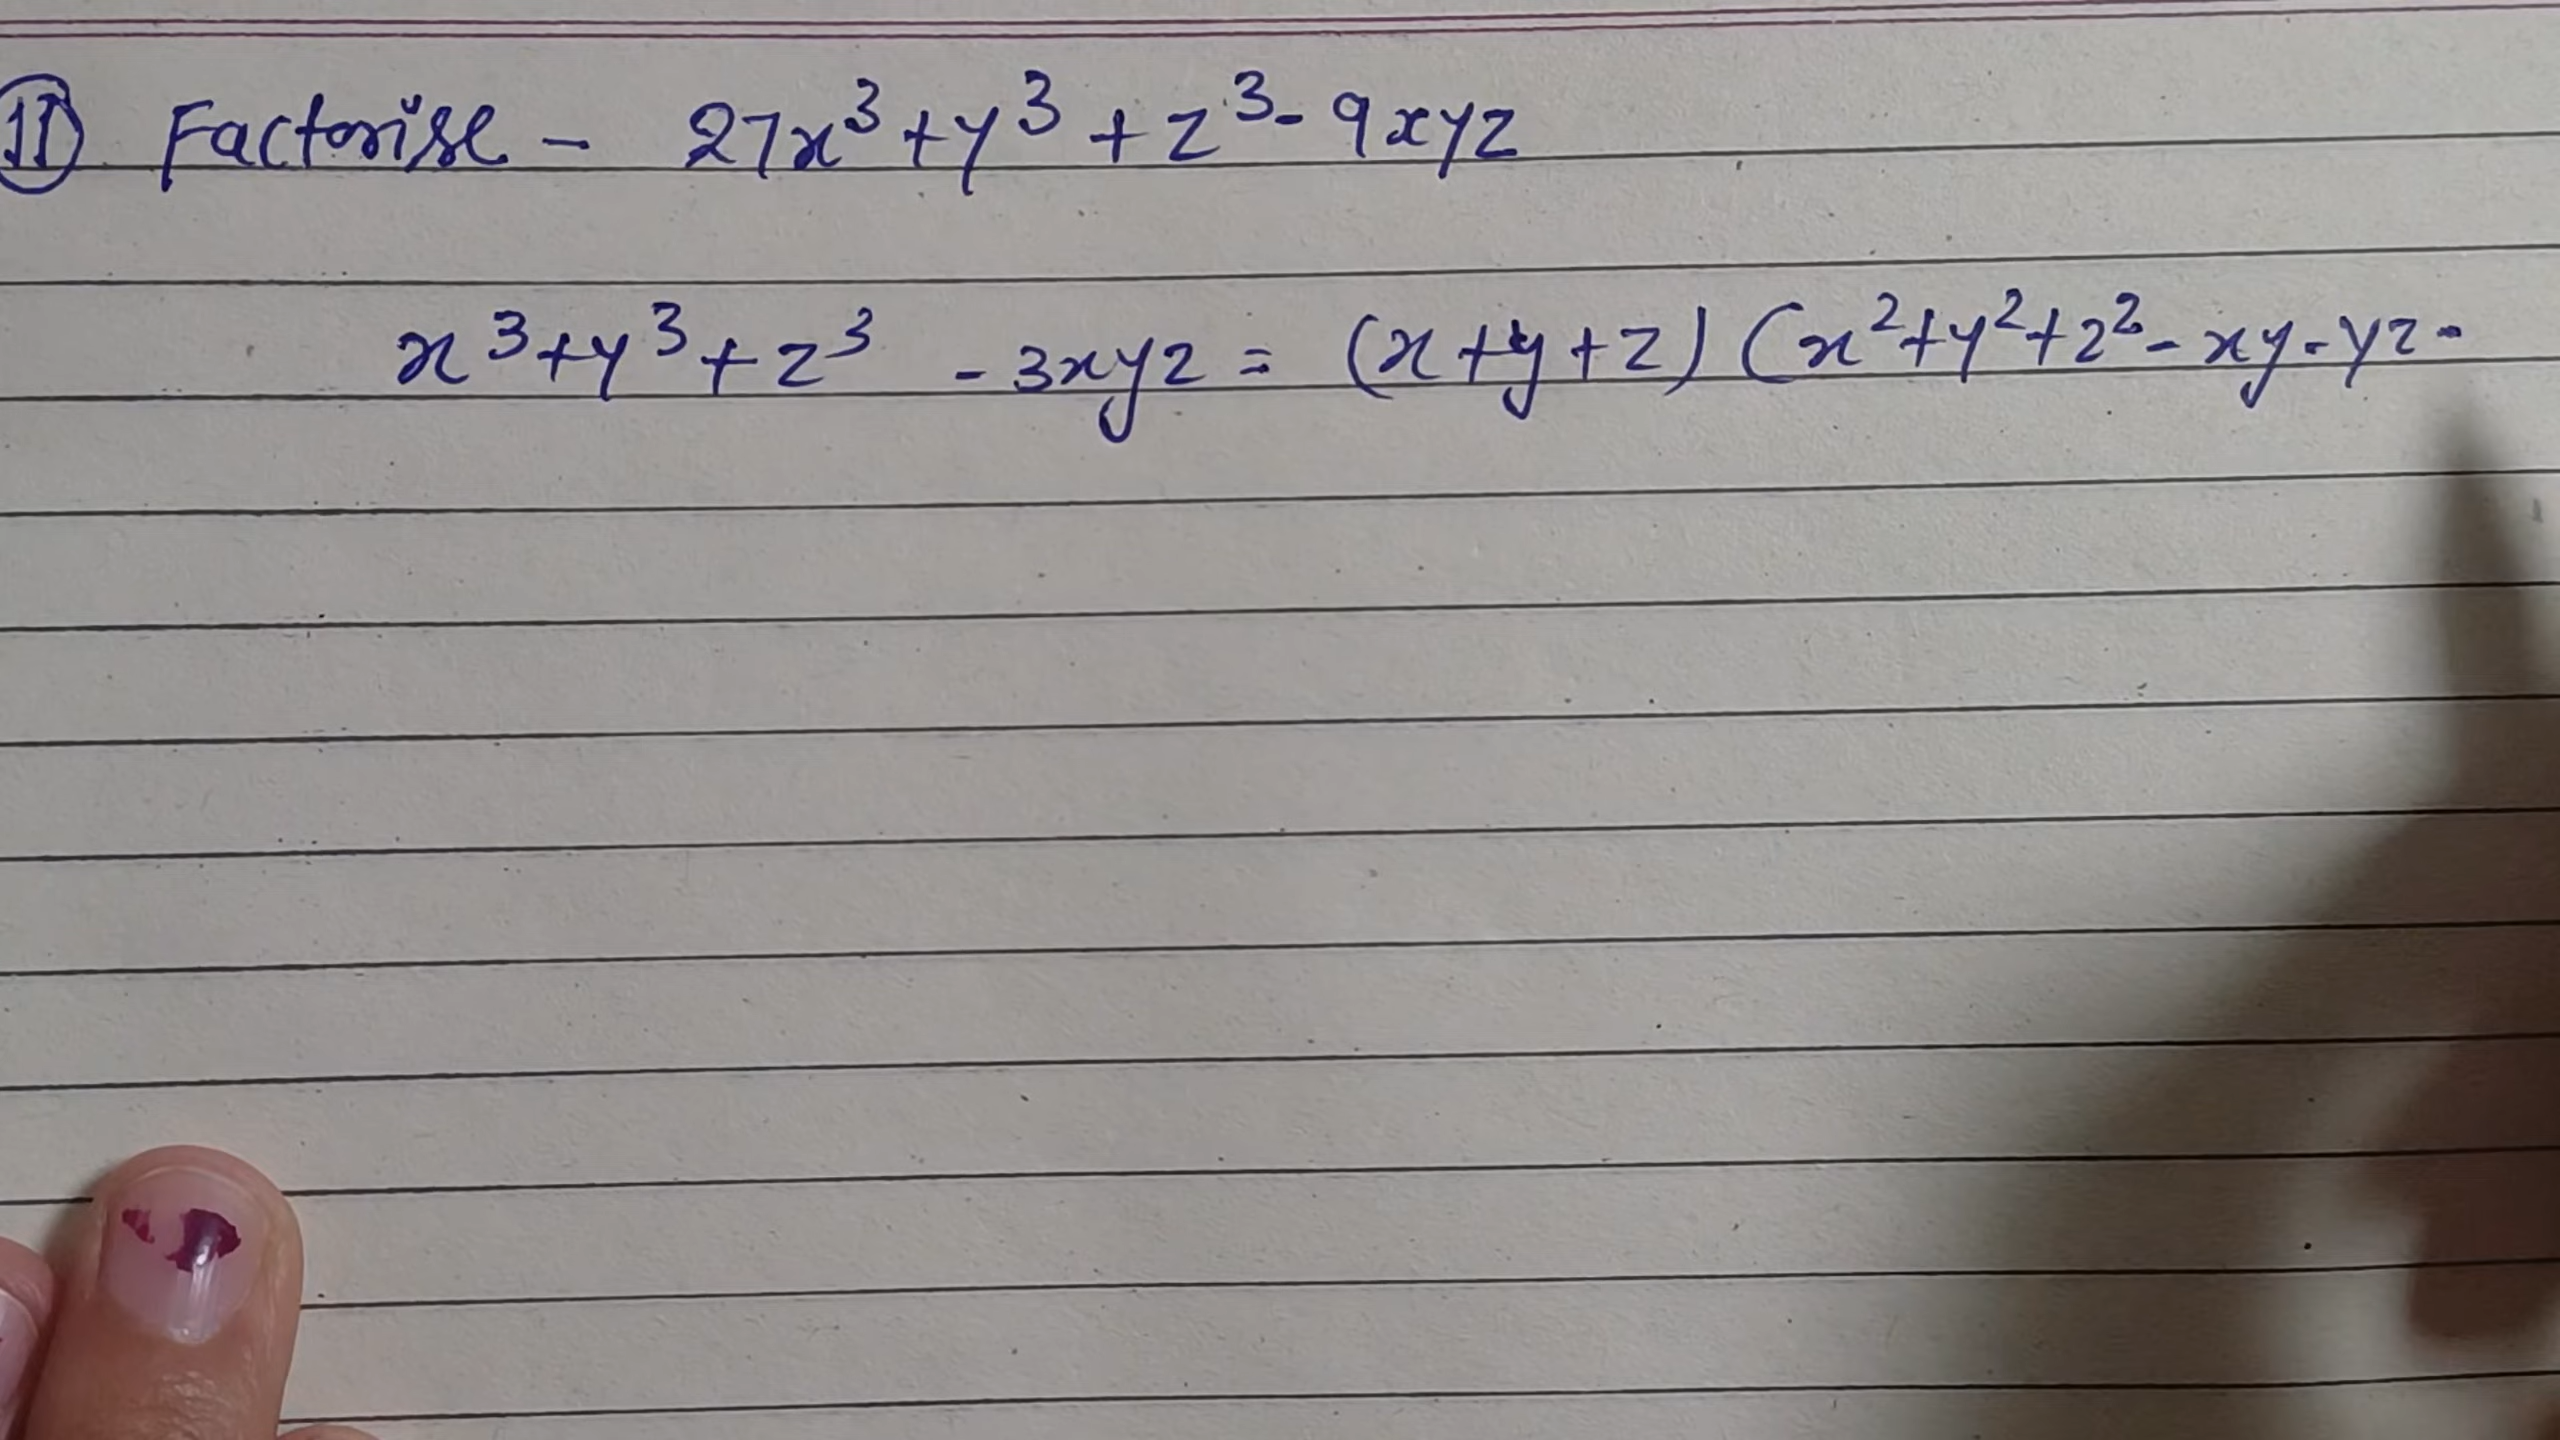 11 Factorise - 27x³+y³+z³-9xyz
x³+y³+z³ -3xyz = (x+y+z) (x²+y²+z²-xy-yz-